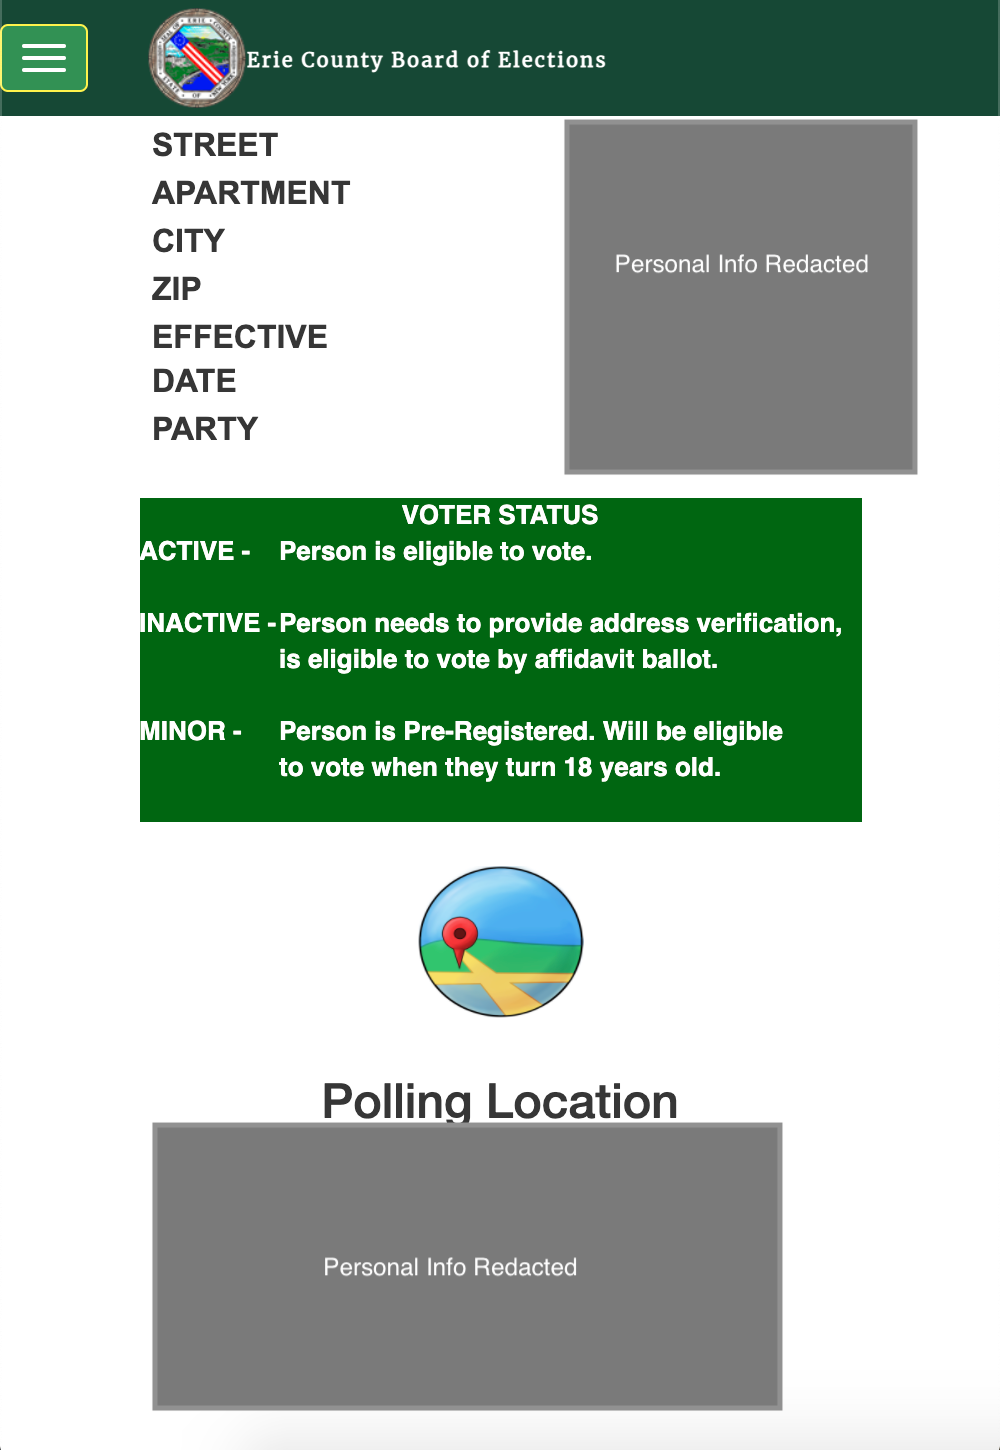 Erie County Board of Elections
STREET
APARTMENT
CITY
ZIP
EFFECTIVE
DATE
PARTY
Personal Info Redacted
VOTER STATUS
ACTIVE - Person is eligible to vote.
INACTIVE - Person needs to provide address verification,
is eligible to vote by affidavit ballot.
MINOR - Person is Pre-Registered. Will be eligible
to vote when they turn 18 years old.
Polling Location
Personal Info Redacted